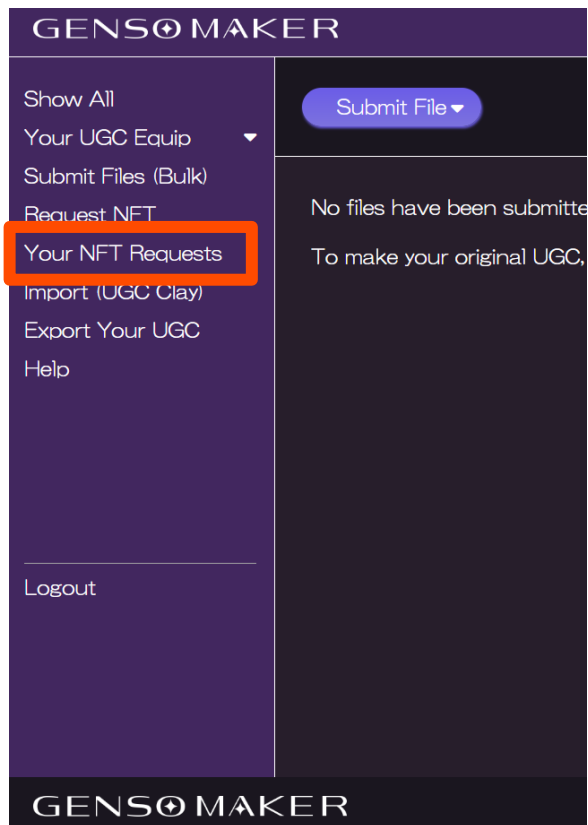 GENSO MAKER
Show All
Your UGC Equip
Submit Files (Bulk)
Request NFT
Your NFT Requests
Import (UGC Clay)
Export Your UGC
Help
Logout
Submit File
No files have been submitte
To make your original UGC,
GENSO MAKER